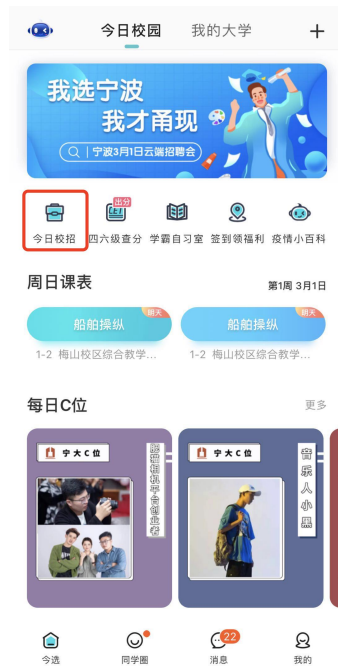 今日校园 我的大学
我选宁波
我才甬现
宁波3月1日云端招聘会
出分
今日校招 四六级查分 学霸自习室 签到领福利 疫情小百科
周日课表 第1周 3月1日
明天 明天
船舶操纵 船舶操纵
1-2 梅山校区综合教学... 1-2 梅山校区综合教学...
每日C位 更多
宁大C位
脸猫相机平台创业者
宁大C位
音乐人小黑
22
今选 同学圈 消息 我的